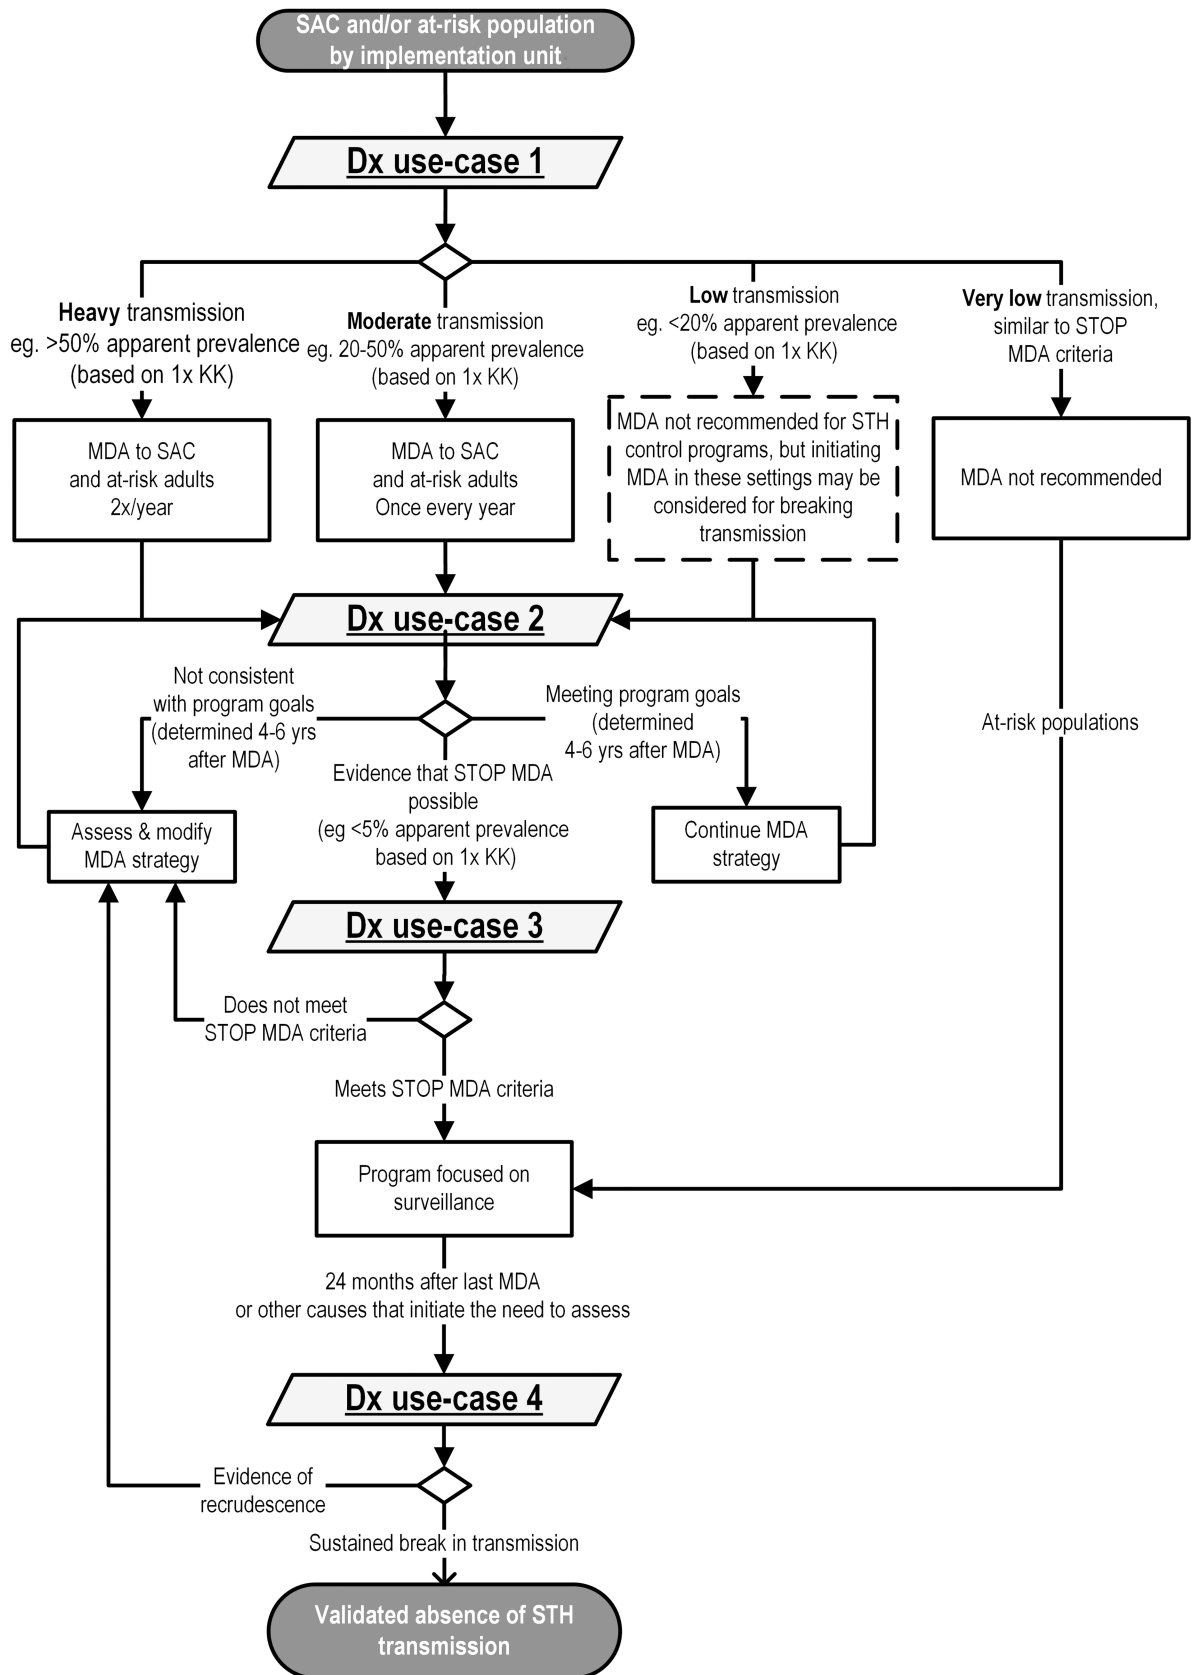 SAC and/or at-risk population
by implementation unit
Dx use-case 1
Heavy transmission
eg. >50% apparent prevalence
(based on 1x KK)
Moderate transmission
eg. 20-50% apparent prevalence
(based on 1x KK)
Low transmission
eg. <20% apparent prevalence
(based on 1x KK)
Very low transmission,
similar to STOP
MDA criteria
MDA to SAC
and at-risk adults
2x/year
MDA to SAC
and at-risk adults
Once every year
MDA not recommended for STH
control programs, but initiating
MDA in these settings may be
considered for breaking
transmission
MDA not recommended
Dx use-case 2
Not consistent
with program goals
(determined 4-6 yrs
after MDA)
Meeting program goals
(determined
4-6 yrs after MDA)
At-risk populations
Evidence that STOP MDA
possible
(eg <5% apparent prevalence
based on 1x KK)
Assess & modify
MDA strategy
Continue MDA
strategy
Dx use-case 3
Does not meet
STOP MDA criteria
Meets STOP MDA criteria
Program focused on
surveillance
24 months after last MDA
or other causes that initiate the need to assess
Dx use-case 4
Evidence of
recrudescence
Sustained break in transmission
Validated absence of STH
transmission